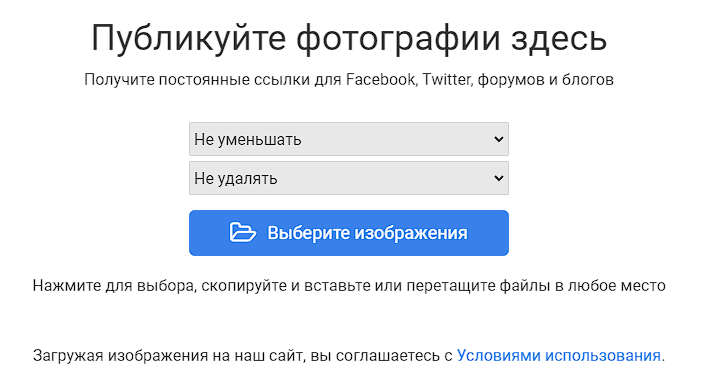 Публикуйте фотографии здесь
Получите постоянные ссылки для Facebook, Twitter, форумов и блогов
Не уменьшать
Не удалять
Выберите изображения
Нажмите для выбора, скопируйте и вставьте или перетащите файлы в любое место
Загружая изображения на наш сайт, вы соглашаетесь с Условиями использования.